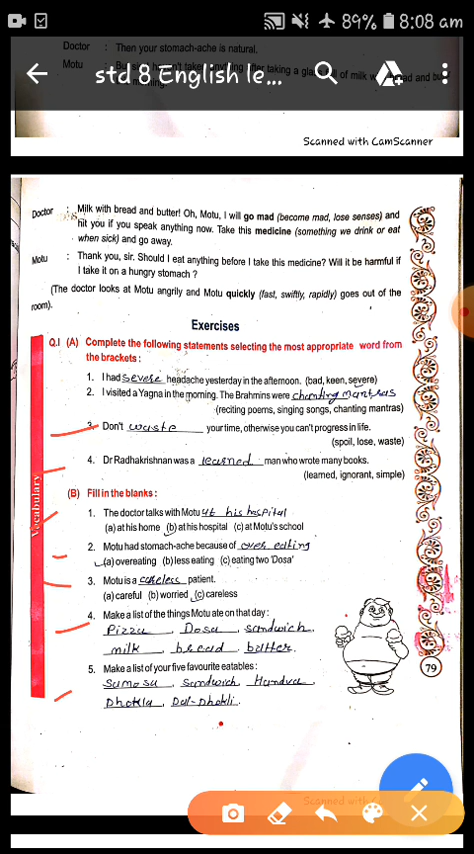 89% 8:08 am
Doctor : Then your stomach-ache is natural.
Motu
std 8 English le...
Scanned with CamScanner
Doctor : Milk with bread and butter! Oh, Motu, I will go mad (become mad, lose senses) and
hit you if you speak anything now. Take this medicine (something we drink or eat
when sick) and go away.
Motu : Thank you, sir. Should I eat anything before I take this medicine? Will it be harmful if
I take it on a hungry stomach ?
(The doctor looks at Motu angrily and Motu quickly (fast, swiftly, rapidly) goes out of the
room).
Exercises
Q.I (A) Complete the following statements selecting the most appropriate word from
the brackets :
1. I had severe headache yesterday in the afternoon. (bad, keen, severe)
2. I visited a Yagna in the morning. The Brahmins were chanting mantras
(reciting poems, singing songs, chanting mantras)
3. Don't waste your time, otherwise you can't progress in life.
(spoil, lose, waste)
4. Dr Radhakrishnan was a learned man who wrote many books.
(learned, ignorant, simple)
Vocabulary
(B) Fill in the blanks :
1. The doctor talks with Motu at his hospital
(a) at his home (b) at his hospital (c) at Motu's school
2. Motu had stomach-ache because of over eating
(a) overeating (b) less eating (c) eating two 'Dosa'
3. Motu is a careless patient.
(a) careful (b) worried (c) careless
4. Make a list of the things Motu ate on that day :
Pizza, Dosa, sandwich,
milk, bread, butter.
5. Make a list of your five favourite eatables :
Samosa, Sandwich, Handva,
Dhokla, Dal-Dhokli.
79
Scanned with